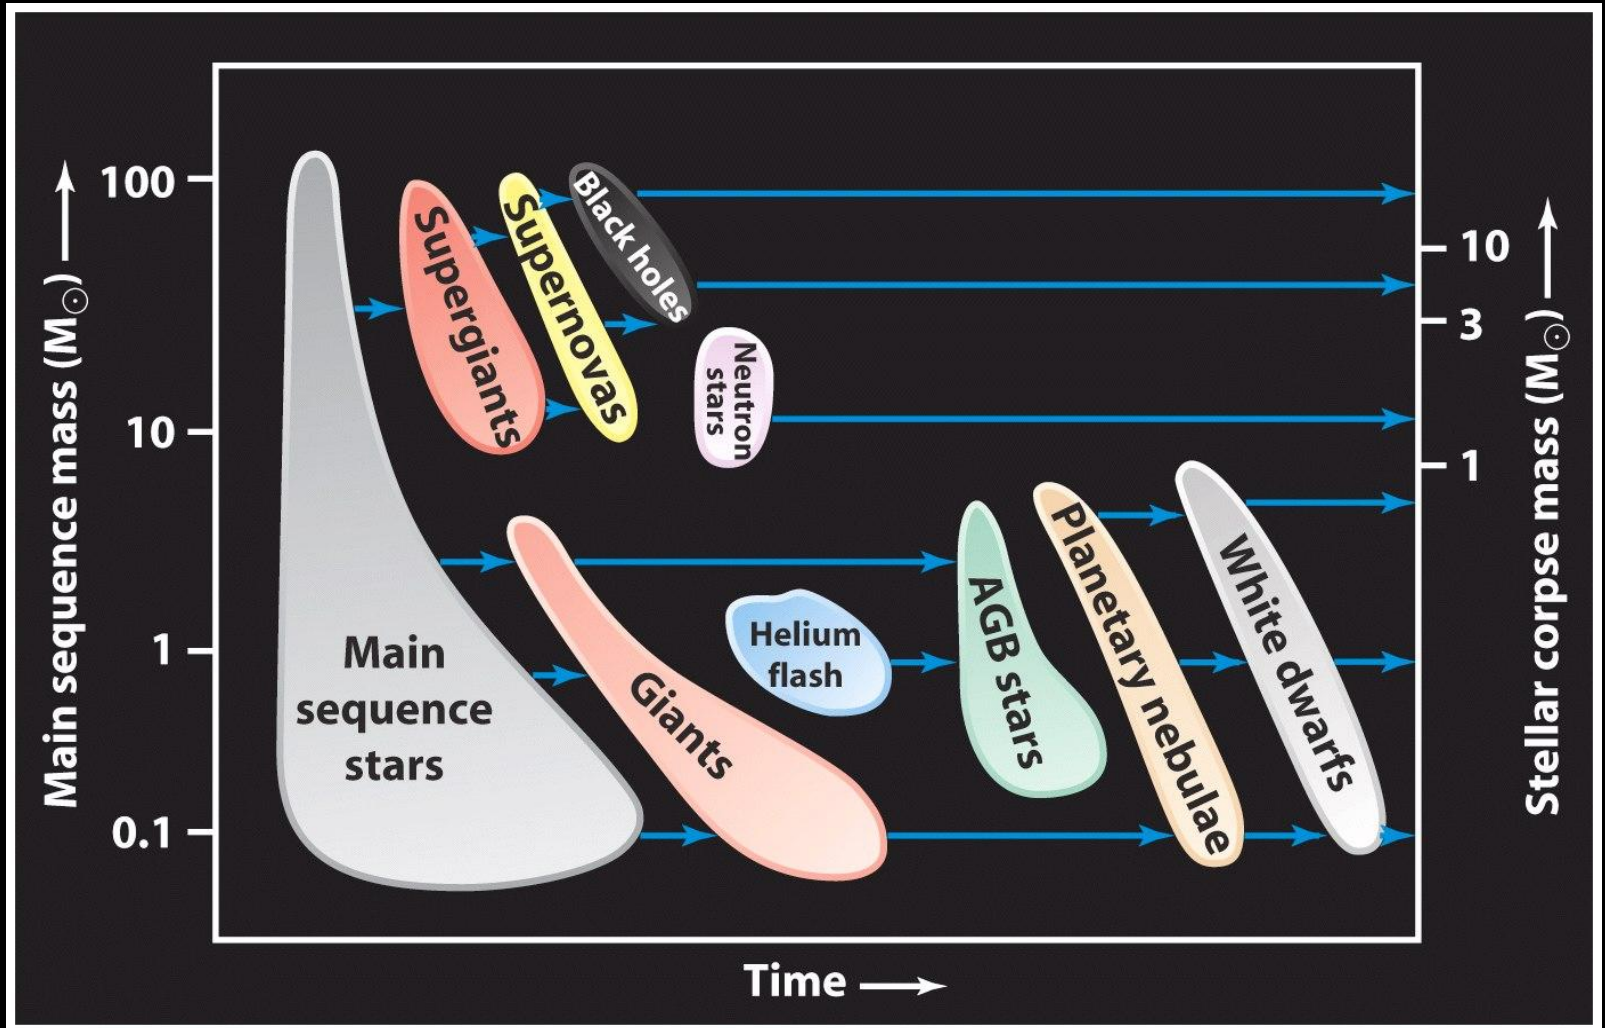 Main sequence mass (M☉)
100
10
1
0.1
Main
sequence
stars
Supergiants
Supernovas
Black holes
Neutron
stars
Giants
Helium
flash
AGB stars
Planetary nebulae
White dwarfs
10
3
1
Stellar corpse mass (M☉)
Time